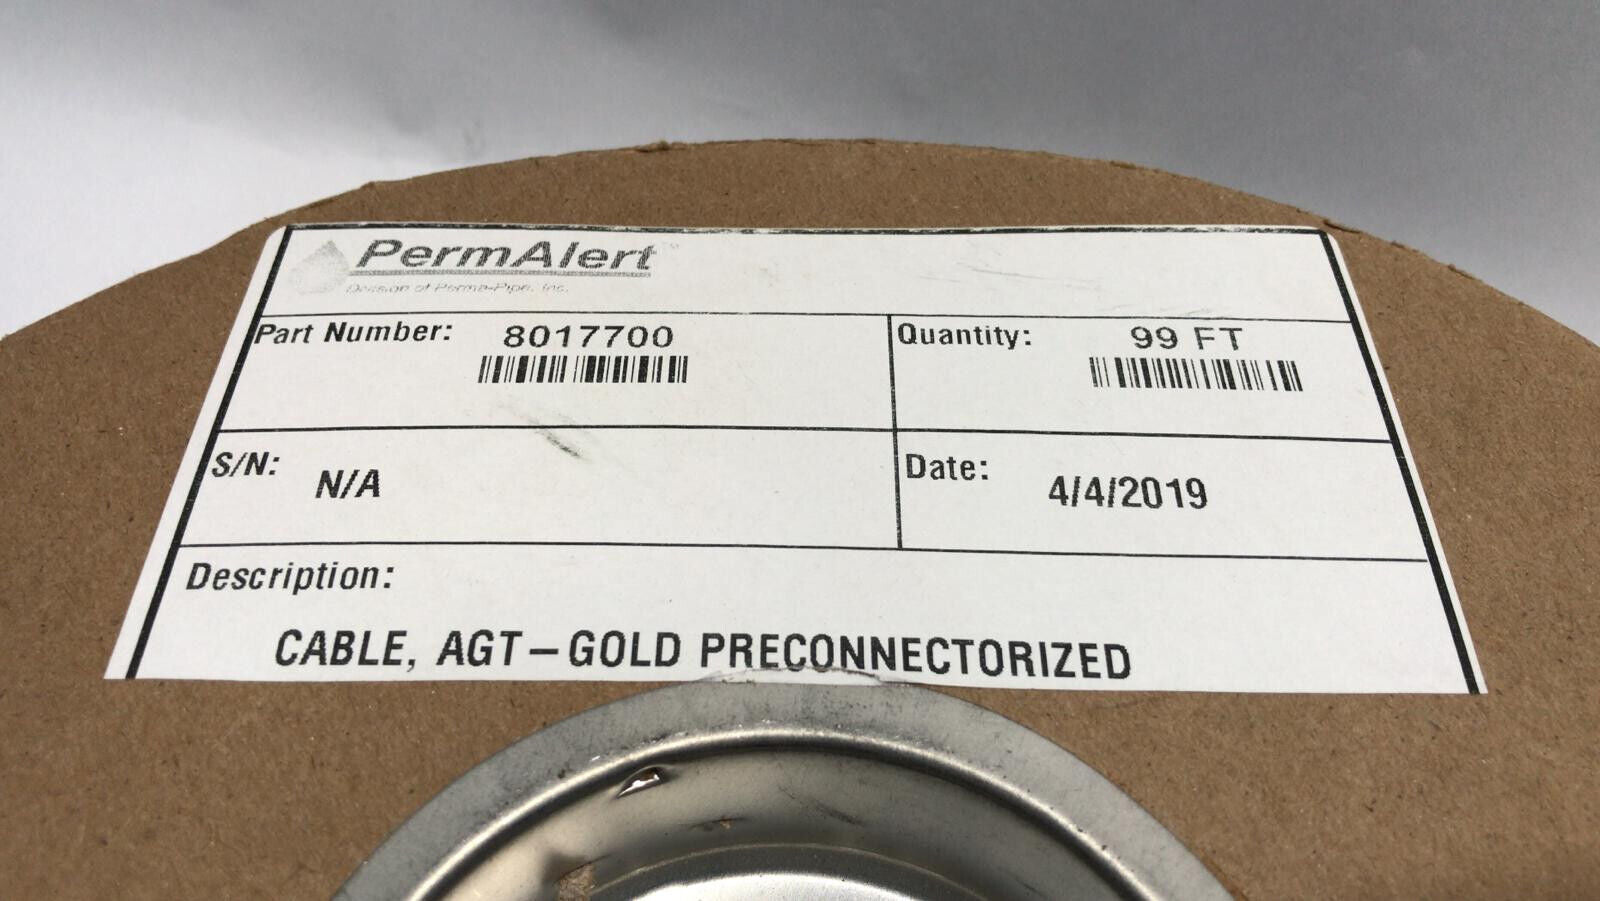 PermAlert™
Division of Perma-Pipe, Inc.
Part Number: 8017700
Quantity: 99 FT
S/N: N/A
Date: 4/4/2019
Description:
CABLE, AGT-GOLD PRECONNECTORIZED